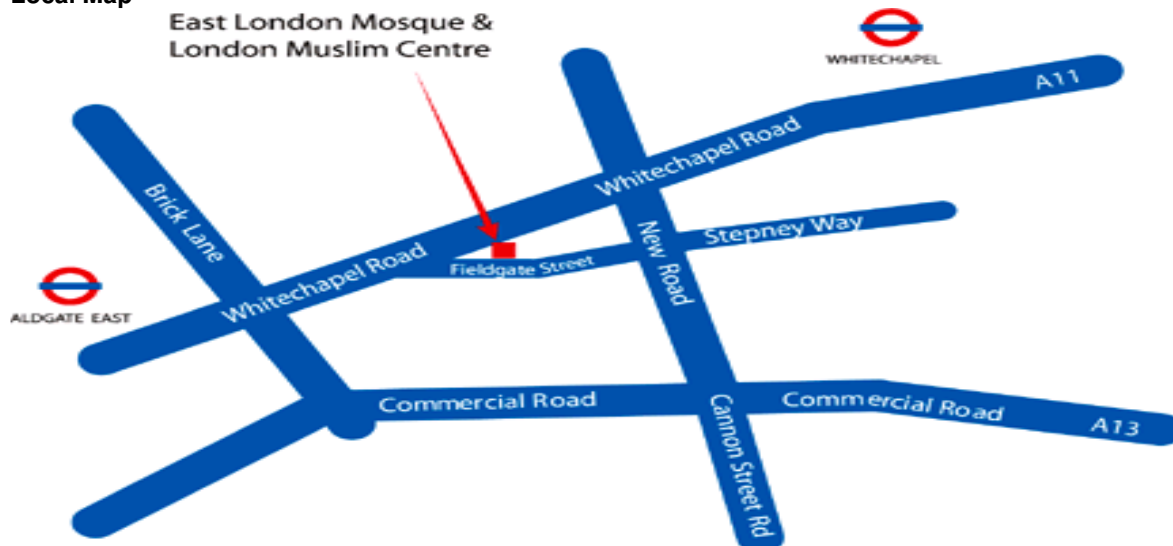 Local Map
East London Mosque &
London Muslim Centre
WHITECHAPEL
A11
Whitechapel Road
Brick Lane
New Road
Stepney Way
Whitechapel Road
Fieldgate Street
ALDGATE EAST
Commercial Road
Cannon Street Rd
Commercial Road
A13